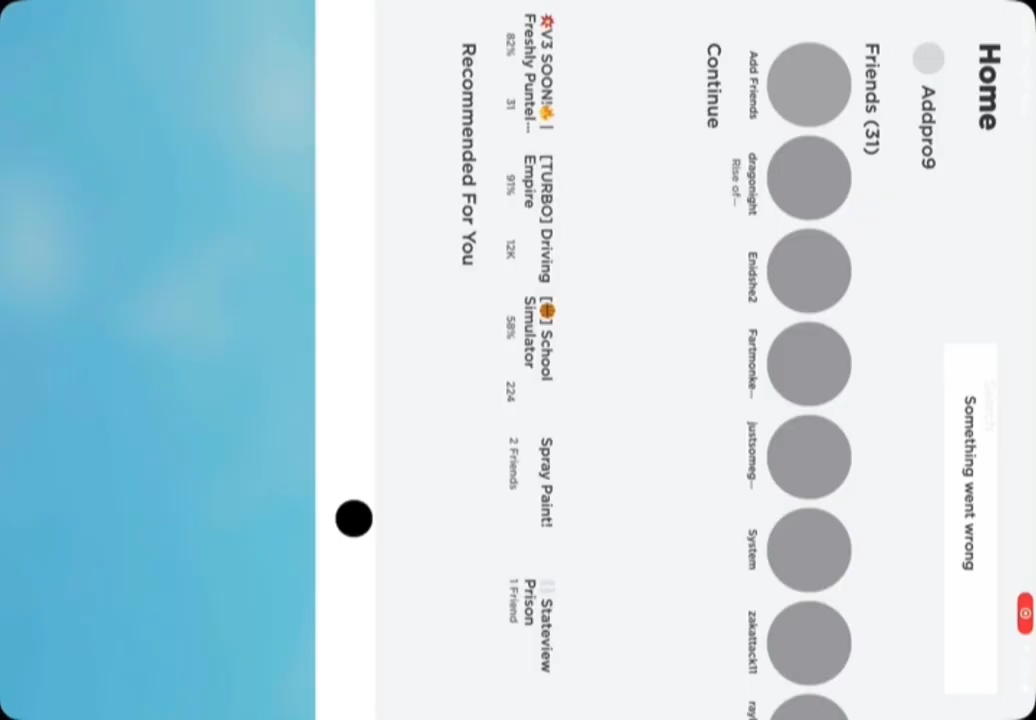 Home
Something went wrong
Addpro9
Friends (31)
Add Friends
dragonight
Rise of---
Enidshe2
Fartmonke---
justsomeg---
System
zakattack11
Continue
💥V3 SOON!🔥 |
Freshly Puntel---
82% 31
[TURBO] Driving
Empire
91% 12K
[🏀] School
Simulator
58% 224
Spray Paint!
2 Friends
Stateview
Prison
1 Friend
Recommended For You